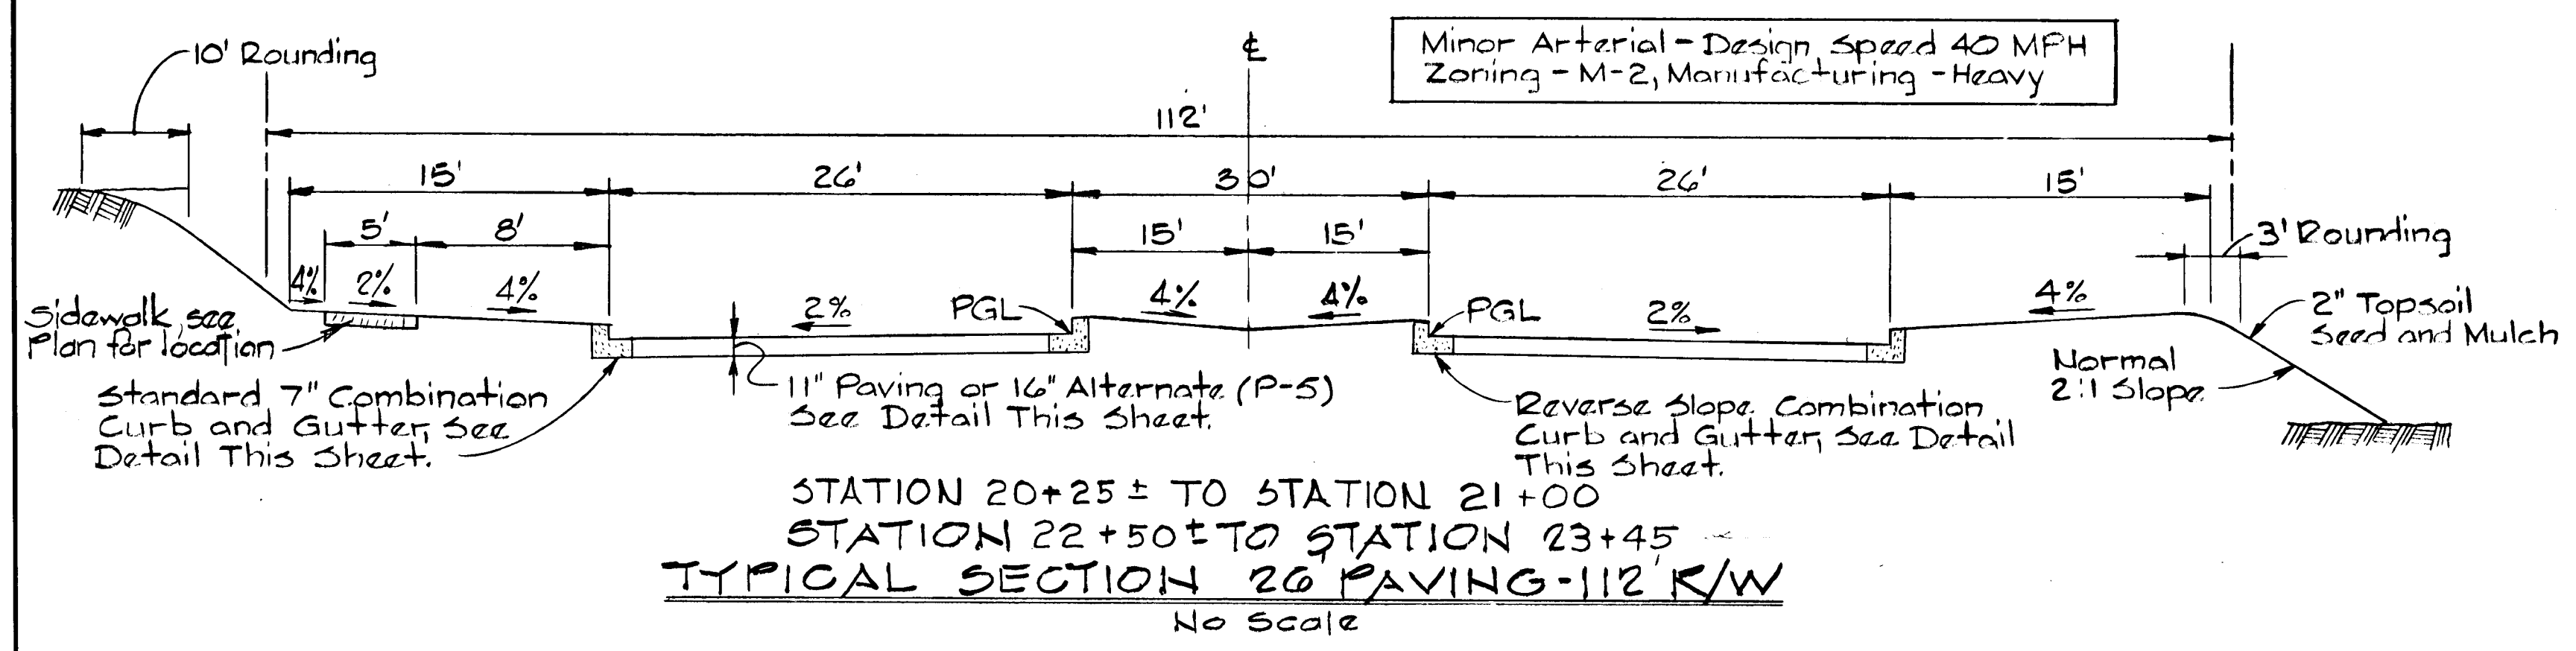 10' Rounding
℄
Minor Arterial - Design Speed 40 MPH
Zoning - M-2, Manufacturing - Heavy
112'
15'
26'
30'
26'
15'
5'
8'
15'
15'
3' Rounding
4%
2%
4%
2%
PGL
4%
4%
PGL
2%
4%
Sidewalk, see
Plan for location
2" Topsoil
Seed and Mulch
Normal
2:1 Slope
Standard 7" Combination
Curb and Gutter, See
Detail This Sheet.
11" Paving or 16" Alternate (P-5)
See Detail This Sheet.
Reverse Slope Combination
Curb and Gutter, See Detail
This Sheet.
STATION 20+25 ± TO STATION 21+00
STATION 22+50 ± TO STATION 23+45
TYPICAL SECTION 26' PAVING-112' R/W
No Scale